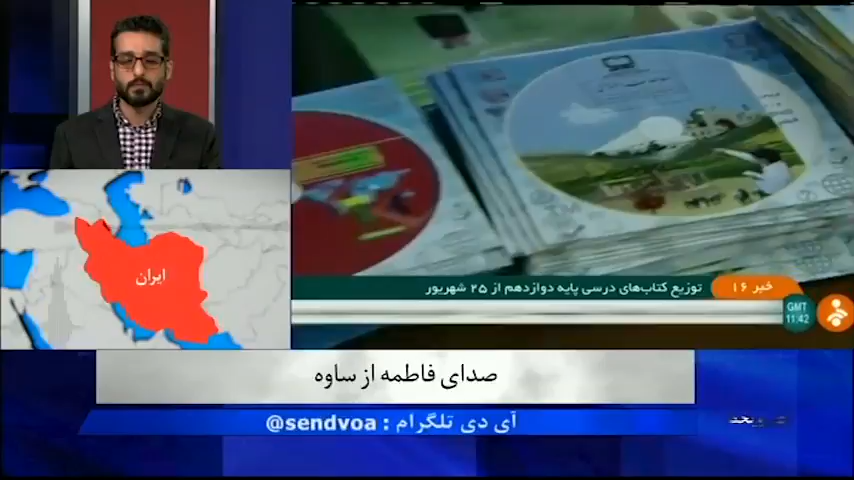 ایران
توزیع کتاب‌های درسی پایه دوازدهم از ۲۵ شهریور
خبر ۱۶
GMT
11:42
صدای فاطمه از ساوه
آی دی تلگرام : @sendvoa